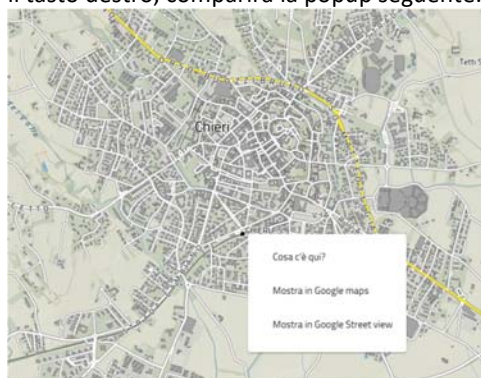 il tasto destro, comparirà la popup seguente:
Tetti S
Chieri
Cosa c'è qui?
Mostra in Google maps
Mostra in Google Street view